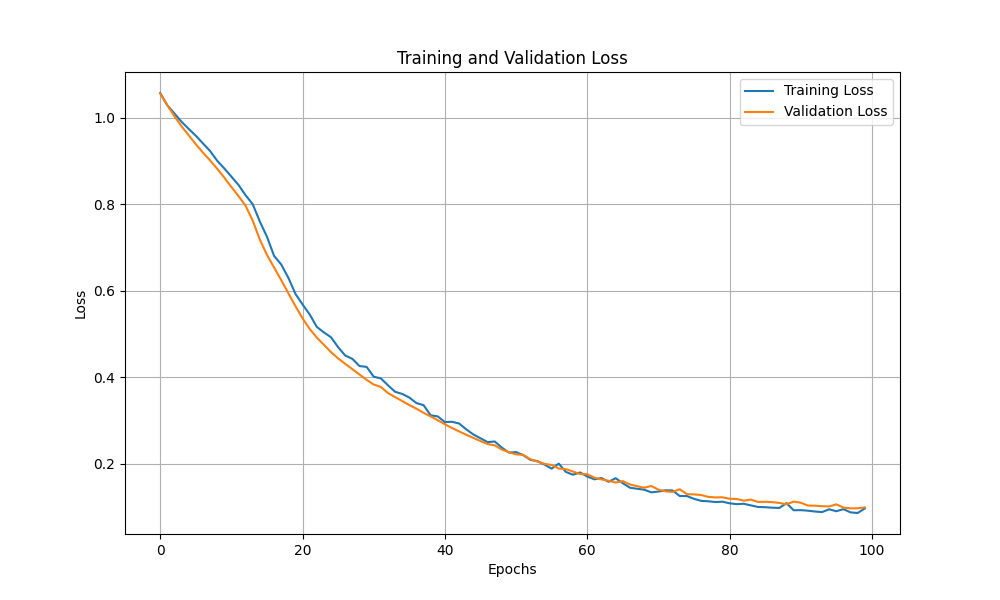 Training and Validation Loss
Training Loss
Validation Loss
Loss
1.0
0.8
0.6
0.4
0.2
0 20 40 60 80 100
Epochs